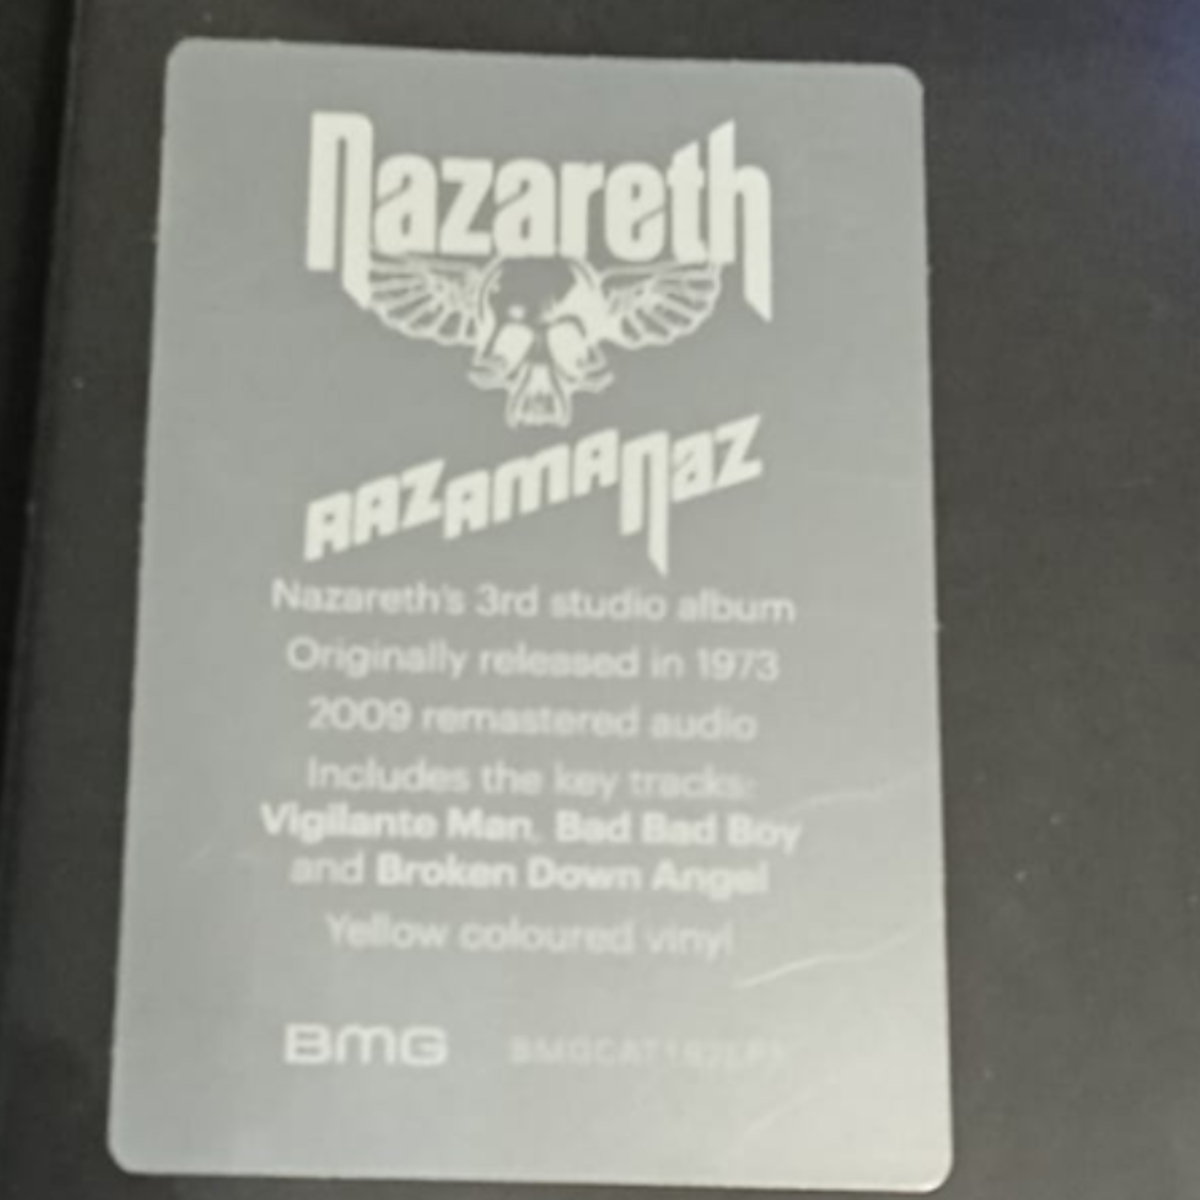 Nazareth
RAZAMANAZ
Nazareth's 3rd studio album
Originally released in 1973
2009 remastered audio
Includes the key tracks:
Vigilante Man, Bad Bad Boy
and Broken Down Angel
Yellow coloured vinyl
BMG